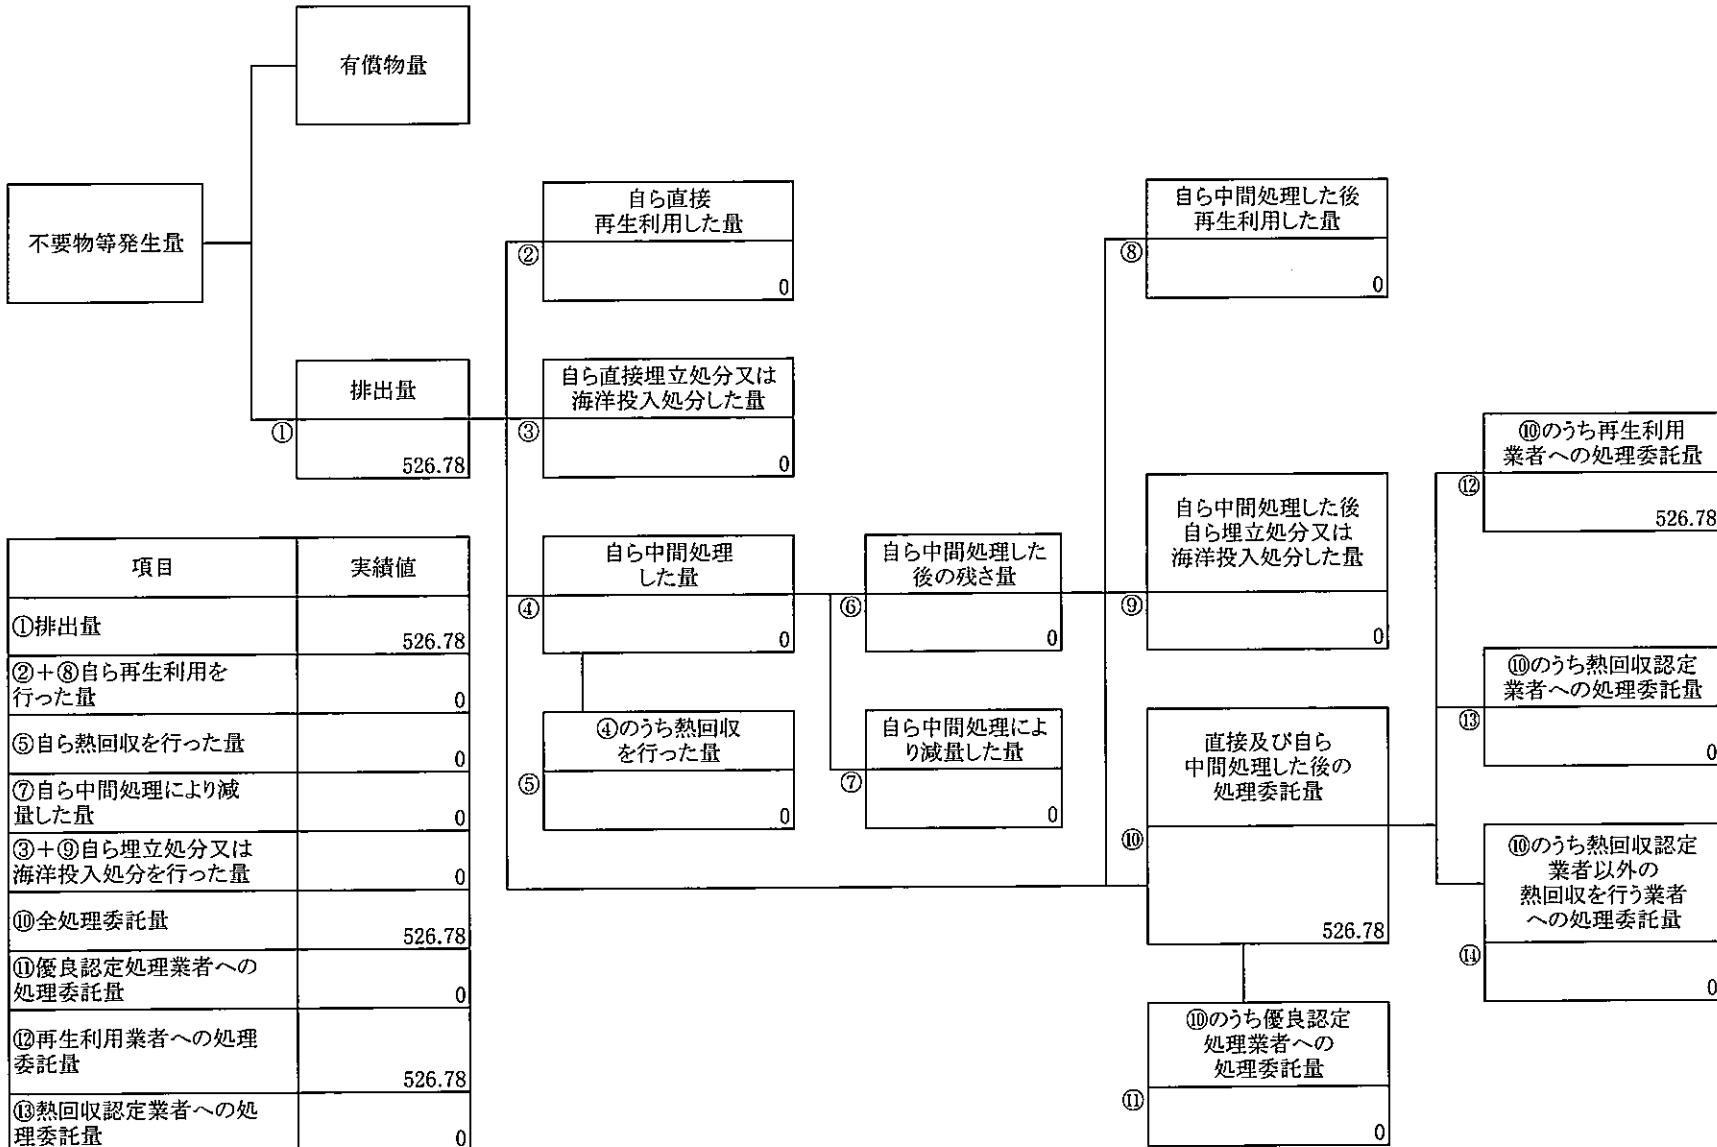 有償物量
不要物等発生量
排出量
①
526.78
自ら直接
再生利用した量
②
0
自ら直接埋立処分又は
海洋投入処分した量
③
0
自ら中間処理
した量
④
0
④のうち熱回収
を行った量
⑤
0
自ら中間処理した
後の残さ量
⑥
0
自ら中間処理によ
り減量した量
⑦
0
自ら中間処理した後
再生利用した量
⑧
0
自ら中間処理した後
自ら埋立処分又は
海洋投入処分した量
⑨
0
直接及び自ら
中間処理した後の
処理委託量
⑩
526.78
⑩のうち優良認定
処理業者への
処理委託量
⑪
0
⑩のうち再生利用
業者への処理委託量
⑫
526.78
⑩のうち熱回収認定
業者への処理委託量
⑬
0
⑩のうち熱回収認定
業者以外の
熱回収を行う業者
への処理委託量
⑭
0
項目 実績値
①排出量 526.78
②+⑧自ら再生利用を
行った量 0
⑤自ら熱回収を行った量 0
⑦自ら中間処理により減
量した量 0
③+⑨自ら埋立処分又は
海洋投入処分を行った量 0
⑩全処理委託量 526.78
⑪優良認定処理業者への
処理委託量 0
⑫再生利用業者への処理
委託量 526.78
⑬熱回収認定業者への処
理委託量 0